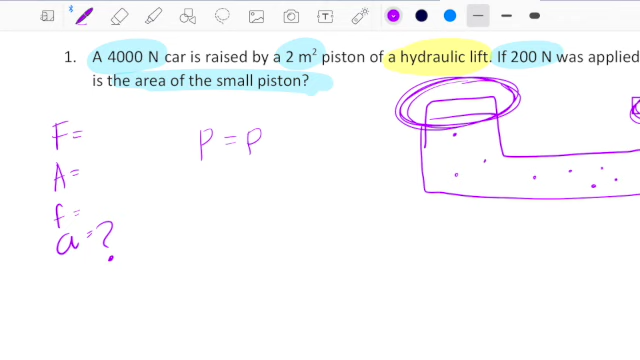 1. A 4000 N car is raised by a 2 m² piston of a hydraulic lift. If 200 N was applied
is the area of the small piston?
F =
P = P
A =
f =
a = ?